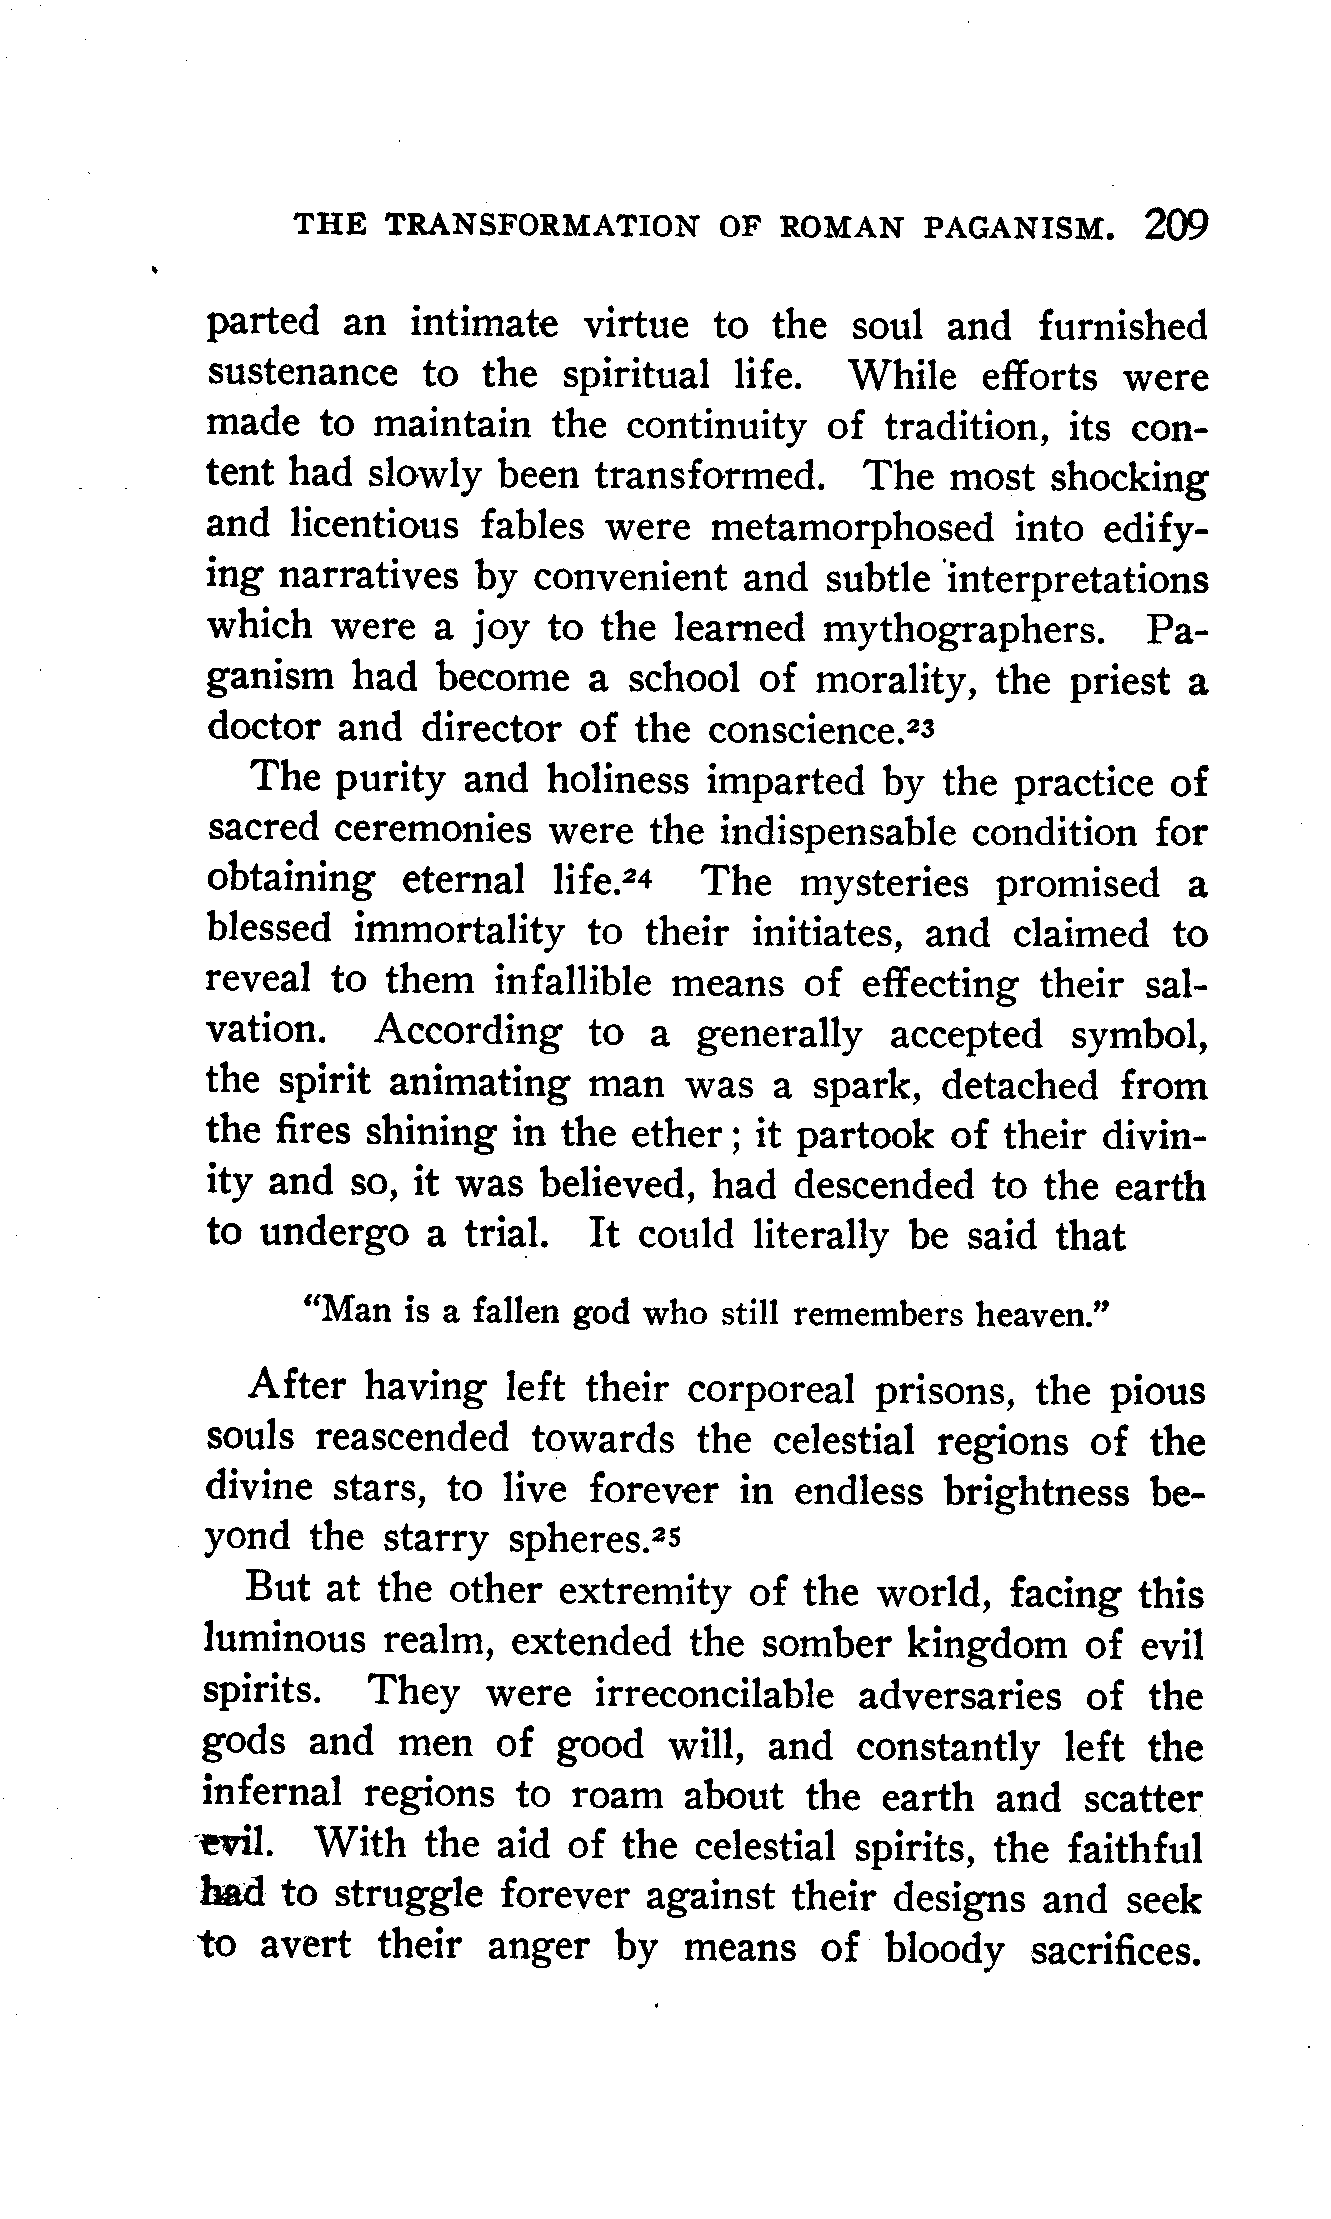 THE TRANSFORMATION OF ROMAN PAGANISM. 209
parted an intimate virtue to the soul and furnished
sustenance to the spiritual life. While efforts were
made to maintain the continuity of tradition, its con-
tent had slowly been transformed. The most shocking
and licentious fables were metamorphosed into edify-
ing narratives by convenient and subtle interpretations
which were a joy to the learned mythographers. Pa-
ganism had become a school of morality, the priest a
doctor and director of the conscience.²³
The purity and holiness imparted by the practice of
sacred ceremonies were the indispensable condition for
obtaining eternal life.²⁴ The mysteries promised a
blessed immortality to their initiates, and claimed to
reveal to them infallible means of effecting their sal-
vation. According to a generally accepted symbol,
the spirit animating man was a spark, detached from
the fires shining in the ether; it partook of their divin-
ity and so, it was believed, had descended to the earth
to undergo a trial. It could literally be said that
"Man is a fallen god who still remembers heaven."
After having left their corporeal prisons, the pious
souls reascended towards the celestial regions of the
divine stars, to live forever in endless brightness be-
yond the starry spheres.²⁵
But at the other extremity of the world, facing this
luminous realm, extended the somber kingdom of evil
spirits. They were irreconcilable adversaries of the
gods and men of good will, and constantly left the
infernal regions to roam about the earth and scatter
evil. With the aid of the celestial spirits, the faithful
had to struggle forever against their designs and seek
to avert their anger by means of bloody sacrifices.